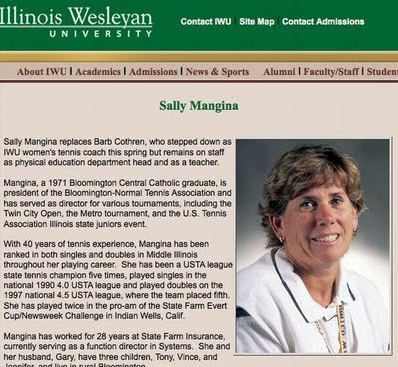 Illinois Wesleyan
UNIVERSITY
Contact IWU | Site Map | Contact Admissions
About IWU | Academics | Admissions | News & Sports Alumni | Faculty/Staff | Studen
Sally Mangina
Sally Mangina replaces Barb Cothren, who stepped down as
IWU women's tennis coach this spring but remains on staff
as physical education department head and as a teacher.
Mangina, a 1971 Bloomington Central Catholic graduate, is
president of the Bloomington-Normal Tennis Association and
has served as director for various tournaments, including the
Twin City Open, the Metro tournament, and the U.S. Tennis
Association Illinois state juniors event.
With 40 years of tennis experience, Mangina has been
ranked in both singles and doubles in Middle Illinois
throughout her playing career. She has been a USTA league
state tennis champion five times, played singles in the
national 1990 4.0 USTA league and played doubles on the
1997 national 4.5 USTA league, where the team placed fifth.
She has played twice in the pro-am of the State Farm Evert
Cup/Newsweek Challenge in Indian Wells, Calif.
Mangina has worked for 28 years at State Farm Insurance,
currently serving as a function director in Systems. She and
her husband, Gary, have three children, Tony, Vince, and
Jennifer, and live in rural Bloomington